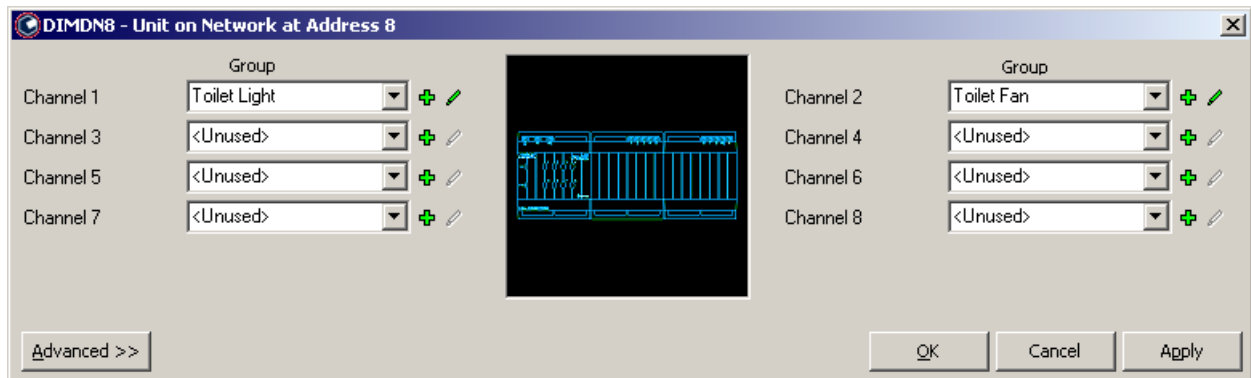 DIMDN8 - Unit on Network at Address 8
Group Group
Channel 1 Toilet Light Channel 2 Toilet Fan
Channel 3 <Unused> Channel 4 <Unused>
Channel 5 <Unused> Channel 6 <Unused>
Channel 7 <Unused> Channel 8 <Unused>
Advanced >> OK Cancel Apply